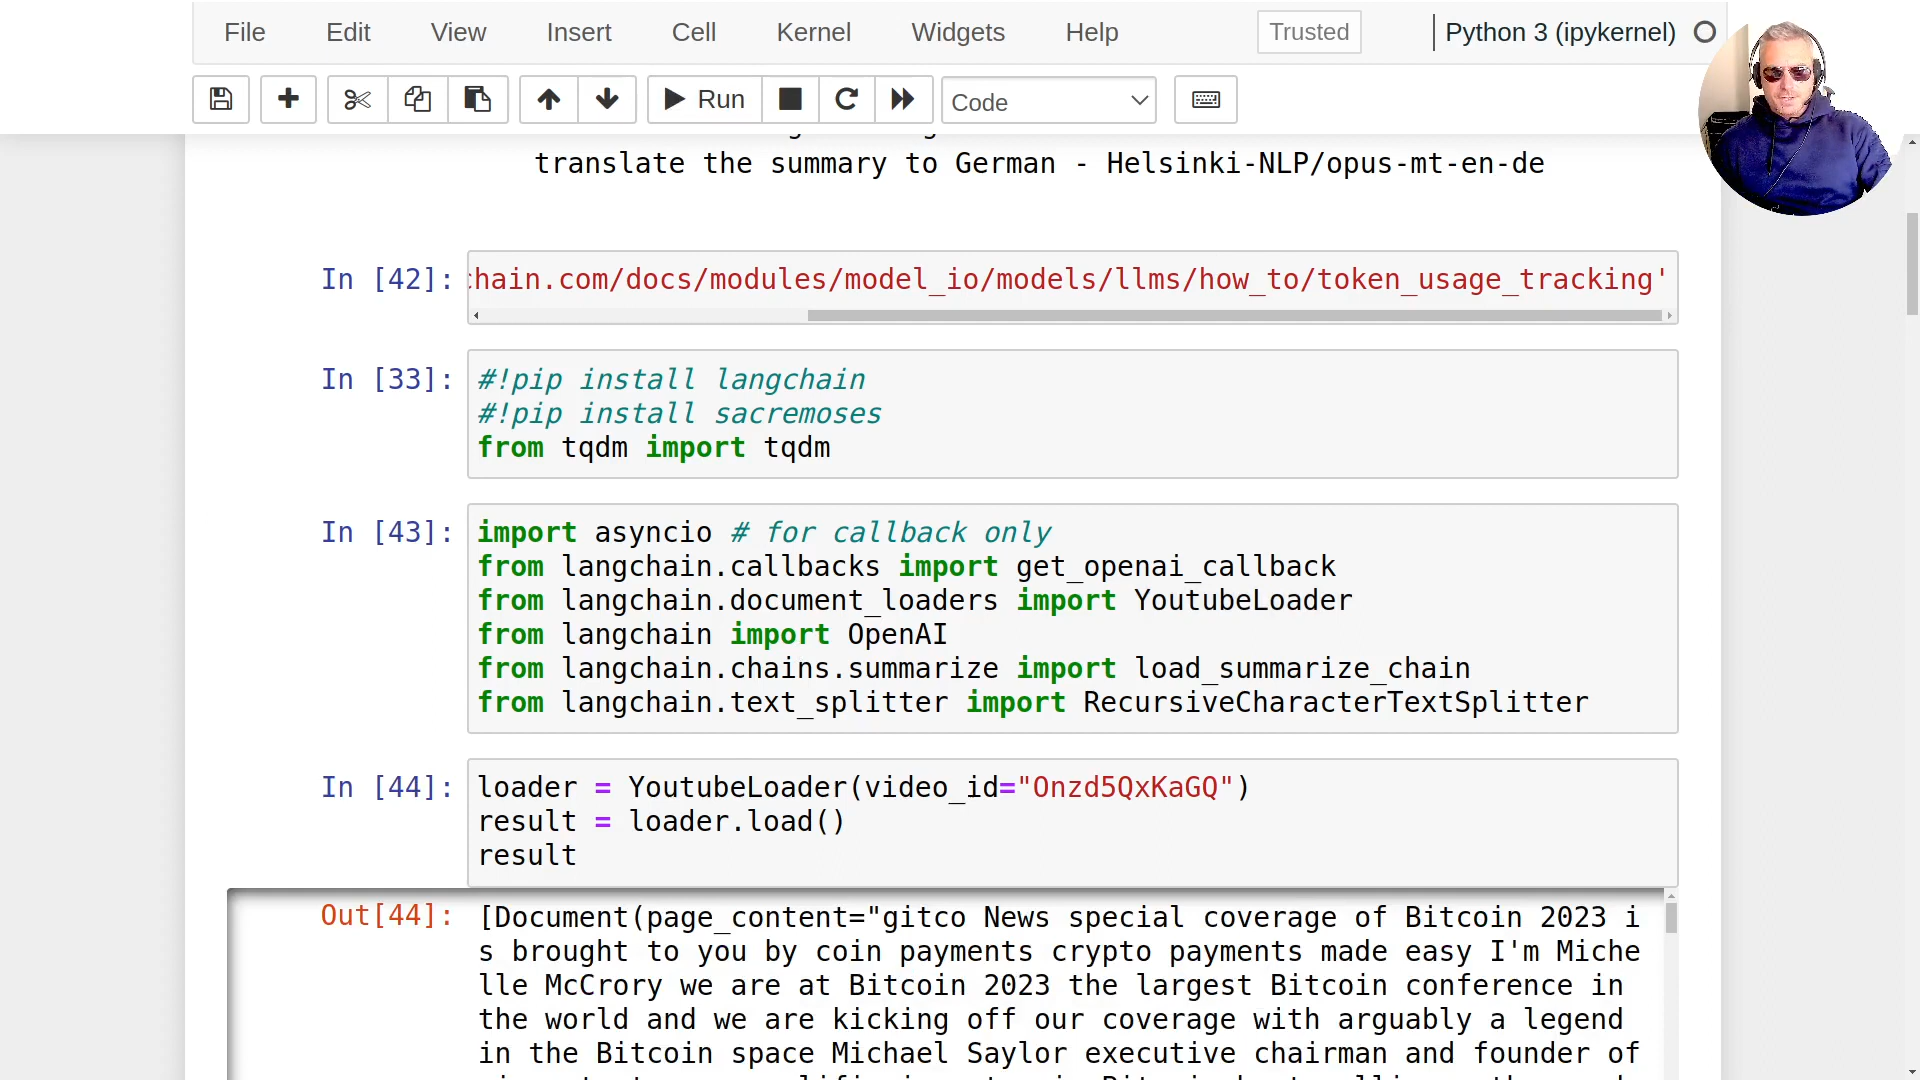 File Edit View Insert Cell Kernel Widgets Help Trusted Python 3 (ipykernel)
Run Code
translate the summary to German - Helsinki-NLP/opus-mt-en-de
In [42]: chain.com/docs/modules/model_io/models/llms/how_to/token_usage_tracking'
In [33]: #!pip install langchain
#!pip install sacremoses
from tqdm import tqdm
In [43]: import asyncio # for callback only
from langchain.callbacks import get_openai_callback
from langchain.document_loaders import YoutubeLoader
from langchain import OpenAI
from langchain.chains.summarize import load_summarize_chain
from langchain.text_splitter import RecursiveCharacterTextSplitter
In [44]: loader = YoutubeLoader(video_id="Onzd5QxKaGQ")
result = loader.load()
result
Out[44]: [Document(page_content="gitco News special coverage of Bitcoin 2023 i
s brought to you by coin payments crypto payments made easy I'm Miche
lle McCrory we are at Bitcoin 2023 the largest Bitcoin conference in
the world and we are kicking off our coverage with arguably a legend
in the Bitcoin space Michael Saylor executive chairman and founder of